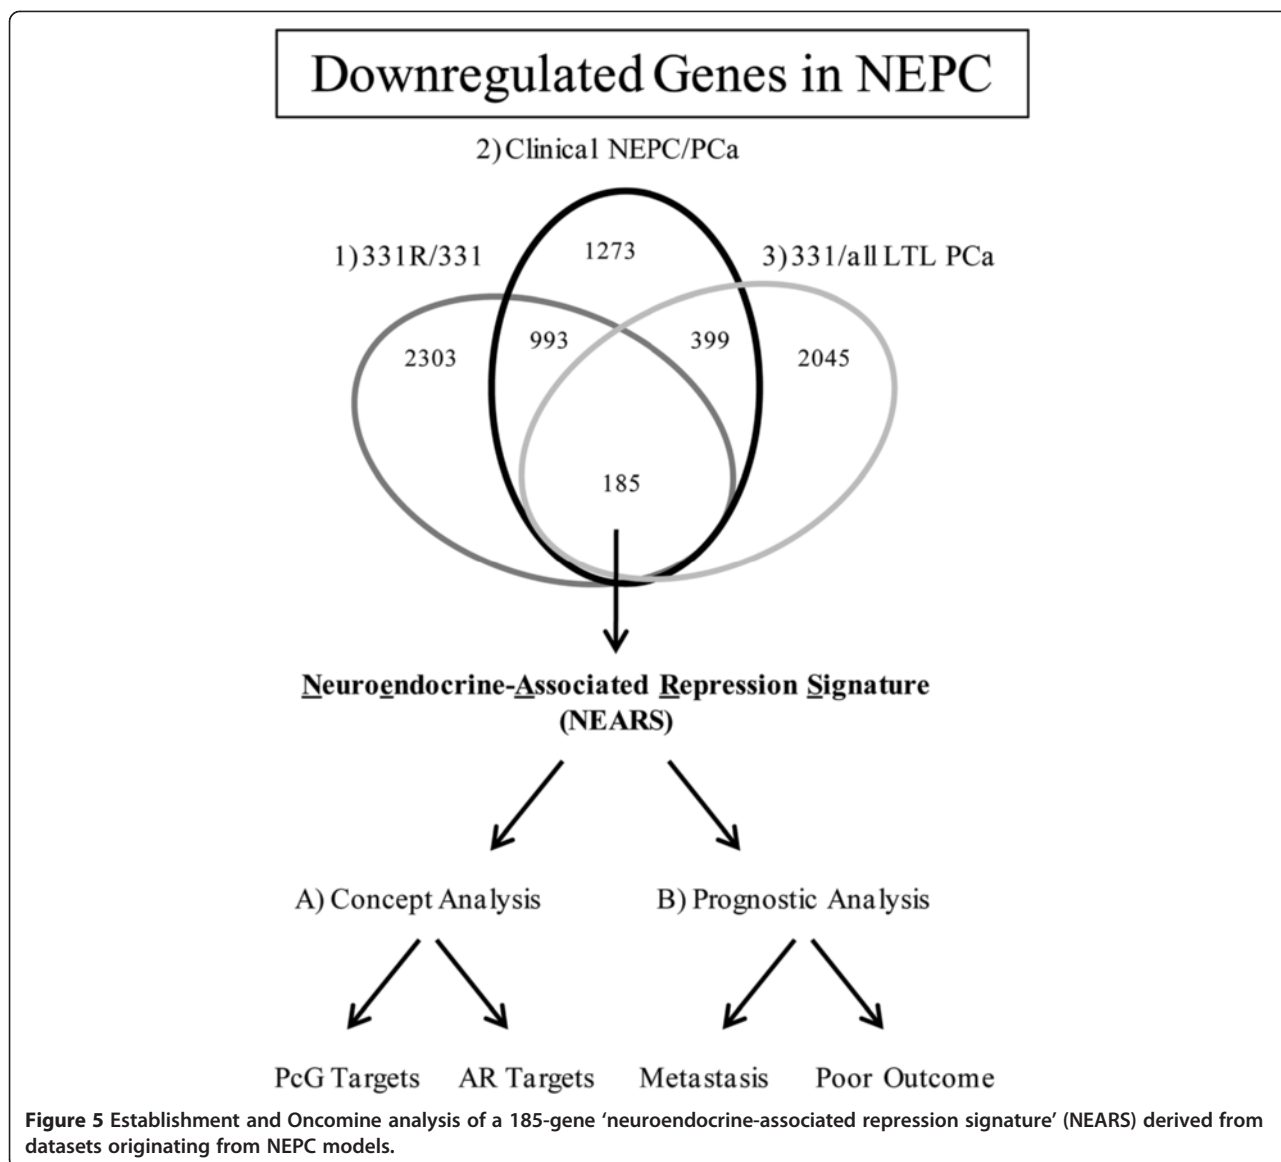 Downregulated Genes in NEPC
2) Clinical NEPC/PCa
1) 331R/331
1273
3) 331/all LTL PCa
993
399
2303
2045
185
Neuroendocrine-Associated Repression Signature
(NEARS)
A) Concept Analysis
B) Prognostic Analysis
PcG Targets
AR Targets
Metastasis
Poor Outcome
Figure 5 Establishment and Oncomine analysis of a 185-gene ‘neuroendocrine-associated repression signature’ (NEARS) derived from
datasets originating from NEPC models.